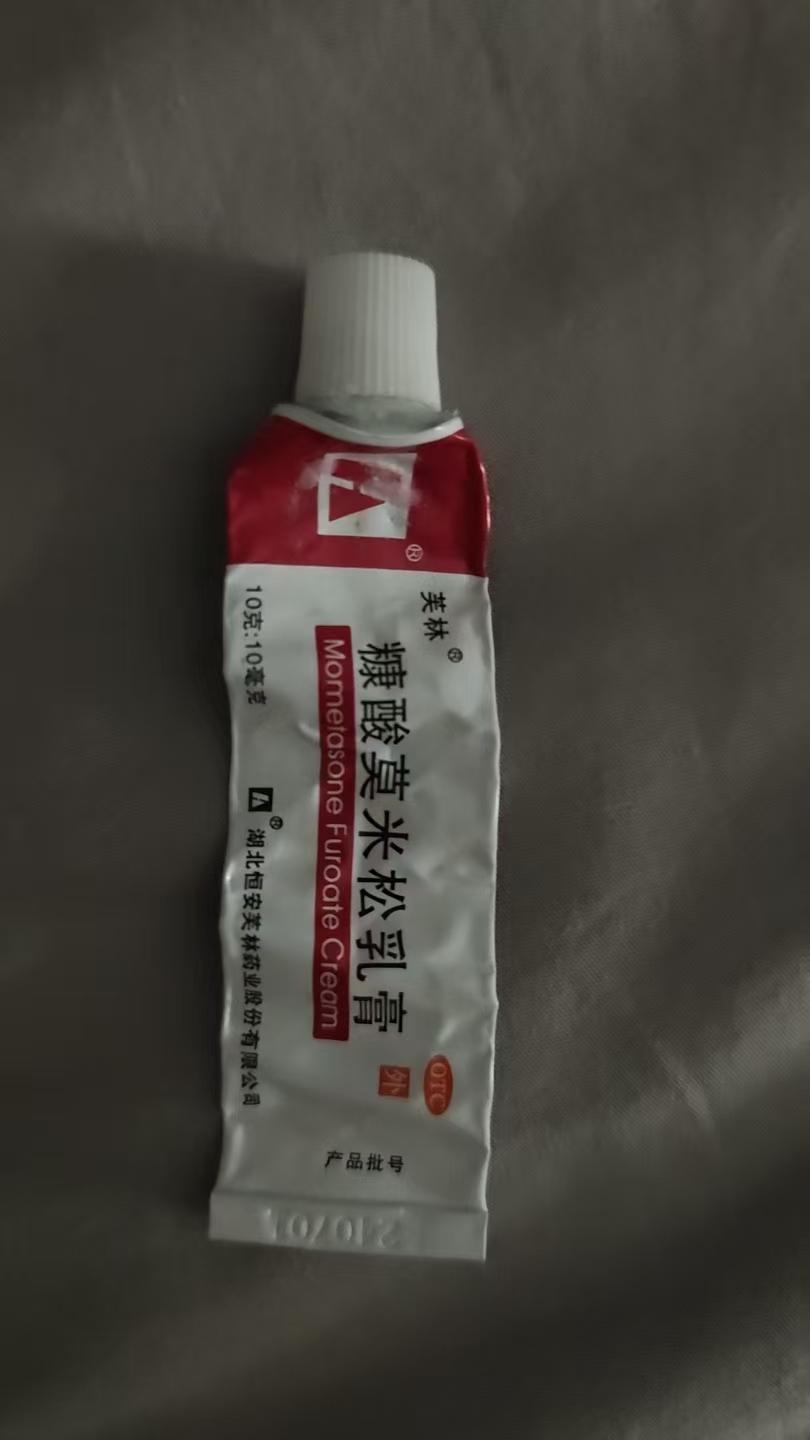 芙林®
糠酸莫米松乳膏
Mometasone Furoate Cream
10克:10毫克
®
湖北恒安芙林药业股份有限公司
OTC
外
产品批号
®